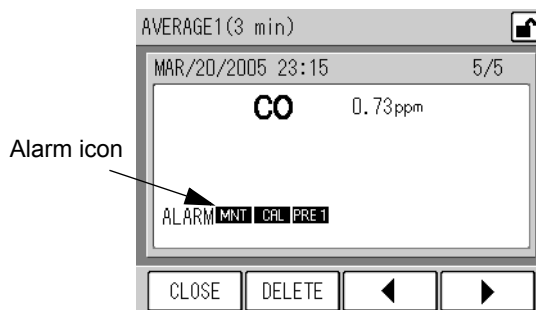 AVERAGE1(3 min)
MAR/20/2005 23:15 5/5
CO 0.73ppm
Alarm icon
ALARM MNT CAL PRE1
CLOSE DELETE